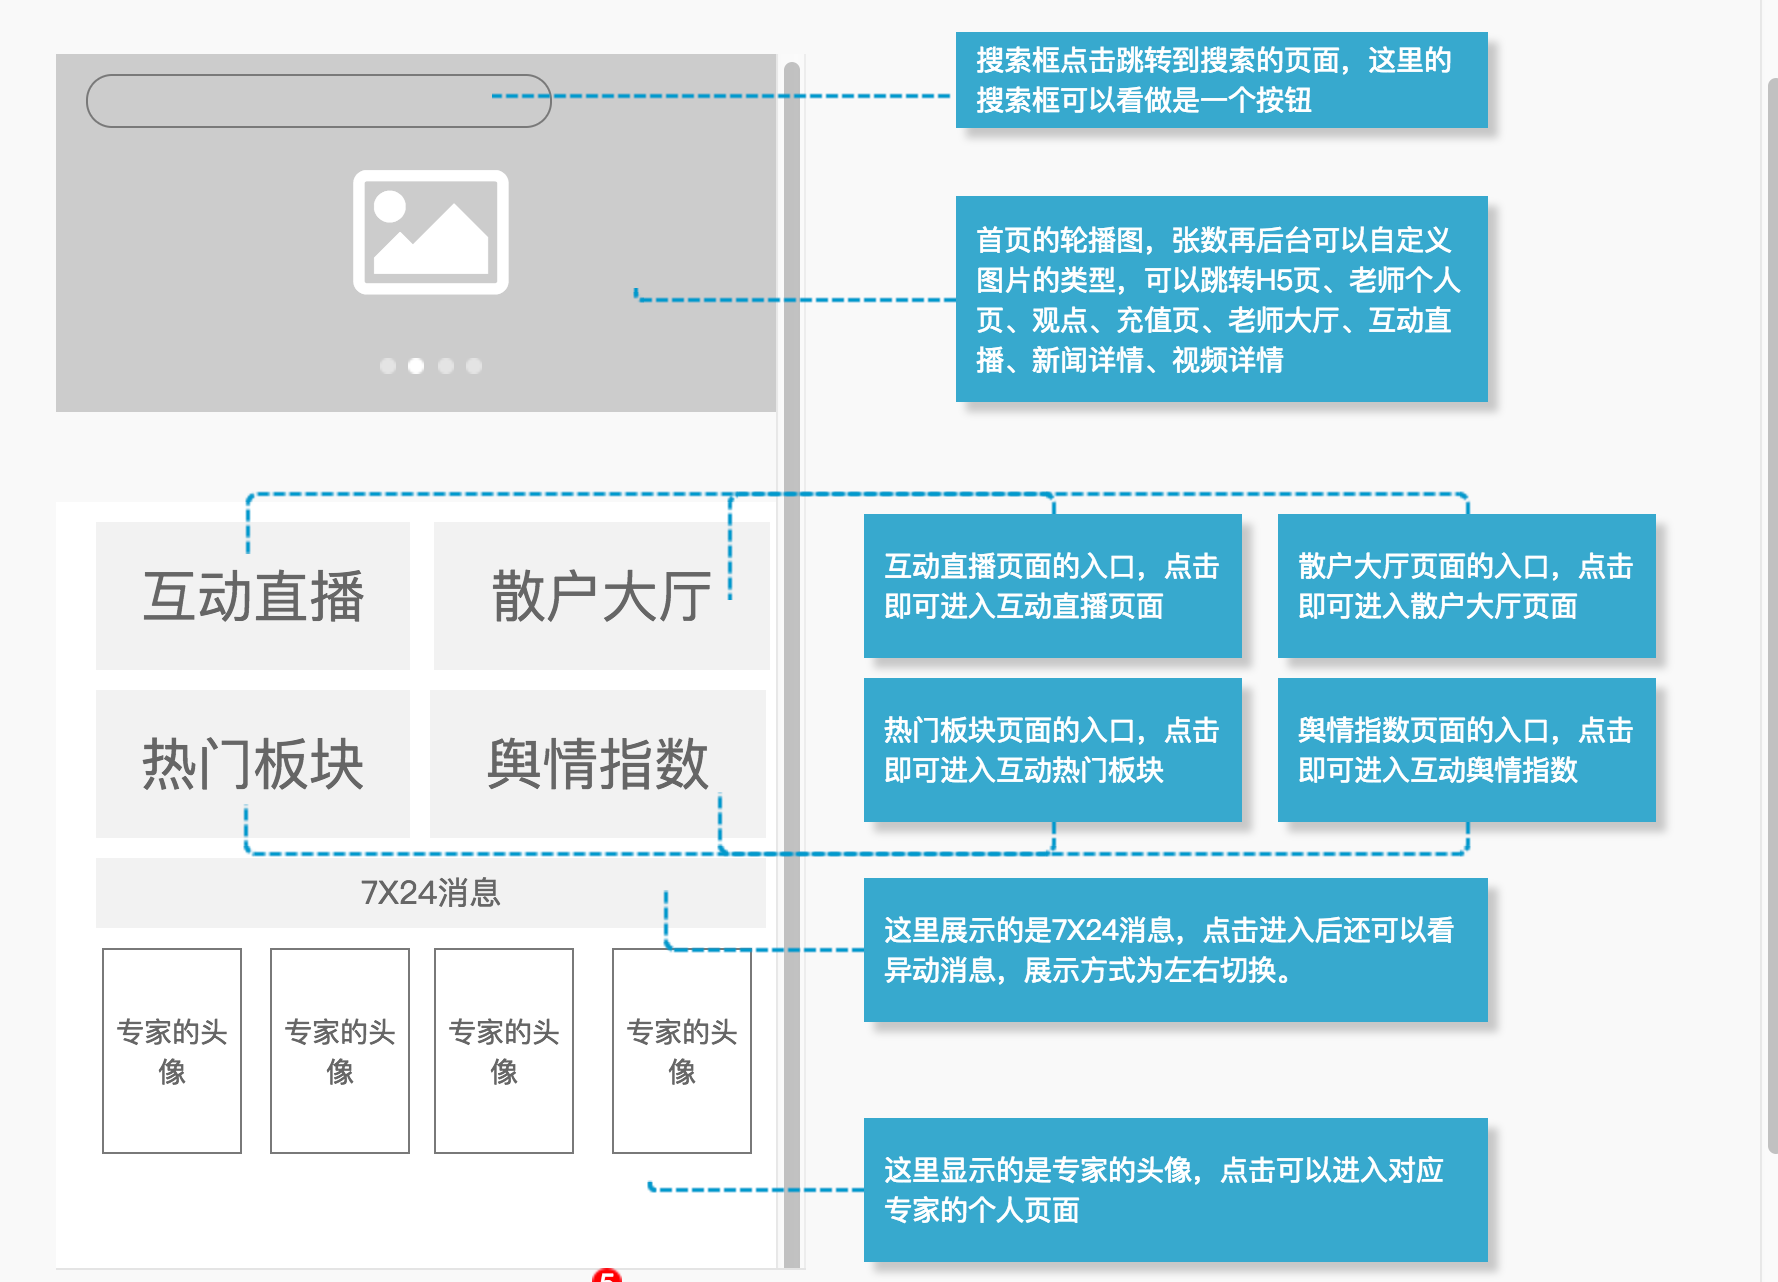 搜索框点击跳转到搜索的页面，这里的
搜索框可以看做是一个按钮
首页的轮播图，张数再后台可以自定义
图片的类型，可以跳转H5页、老师个人
页、观点、充值页、老师大厅、互动直
播、新闻详情、视频详情
互动直播
散户大厅
互动直播页面的入口，点击
即可进入互动直播页面
散户大厅页面的入口，点击
即可进入散户大厅页面
热门板块
舆情指数
热门板块页面的入口，点击
即可进入互动热门板块
舆情指数页面的入口，点击
即可进入互动舆情指数
7X24消息
这里展示的是7X24消息，点击进入后还可以看
异动消息，展示方式为左右切换。
专家的头
像
专家的头
像
专家的头
像
专家的头
像
这里显示的是专家的头像，点击可以进入对应
专家的个人页面
5